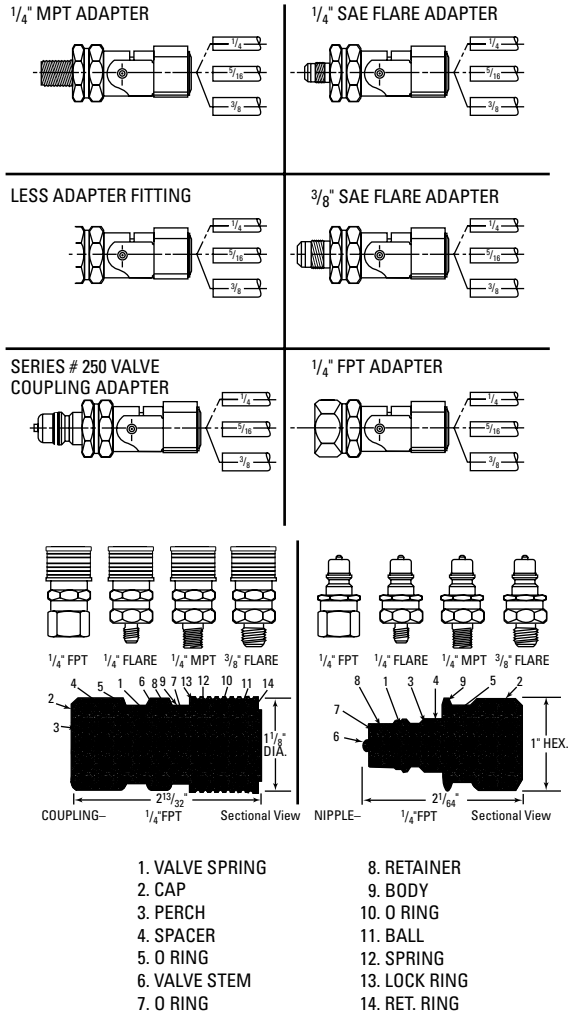 1/4" MPT ADAPTER
1/4
5/16
3/8
1/4" SAE FLARE ADAPTER
1/4
5/16
3/8
LESS ADAPTER FITTING
1/4
5/16
3/8
3/8" SAE FLARE ADAPTER
1/4
5/16
3/8
SERIES # 250 VALVE
COUPLING ADAPTER
1/4
5/16
3/8
1/4" FPT ADAPTER
1/4
5/16
3/8
1/4" FPT 1/4" FLARE 1/4" MPT 3/8" FLARE
4 5 1 6 8 9 7 13 12 10 11 14
2
3
1 1/8"
DIA.
2 13/32"
COUPLING– 1/4"FPT Sectional View
1/4" FPT 1/4" FLARE 1/4" MPT 3/8" FLARE
8 1 3 4 9 5 2
7
6
1" HEX.
2 1/64"
NIPPLE– 1/4"FPT Sectional View
1. VALVE SPRING
2. CAP
3. PERCH
4. SPACER
5. O RING
6. VALVE STEM
7. O RING
8. RETAINER
9. BODY
10. O RING
11. BALL
12. SPRING
13. LOCK RING
14. RET. RING